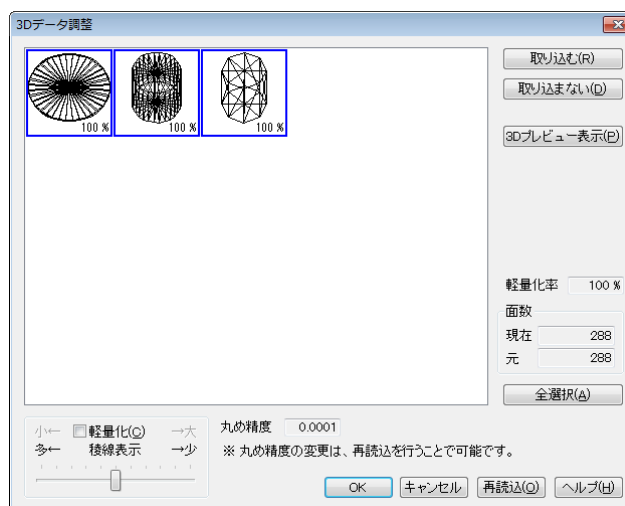 3Dデータ調整
100 %
100 %
100 %
取り込む(R)
取り込まない(D)
3Dプレビュー表示(P)
軽量化率 100 %
面数
現在 288
元 288
全選択(A)
小← 軽量化(C) →大
多← 稜線表示 →少
丸め精度 0.0001
※ 丸め精度の変更は、再読込を行うことで可能です。
OK キャンセル 再読込(O) ヘルプ(H)